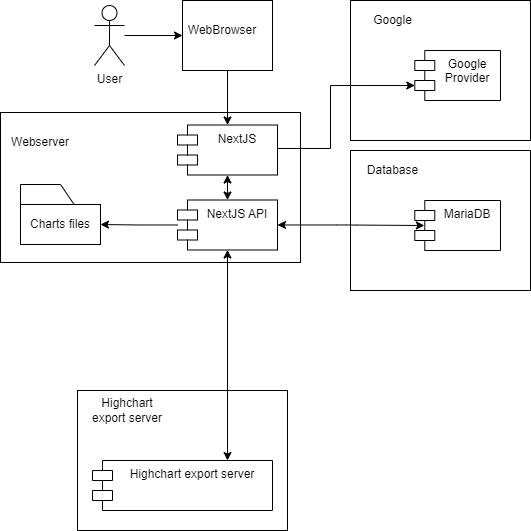 User
WebBrowser
Google
Google
Provider
Webserver
NextJS
NextJS API
Charts files
Database
MariaDB
Highchart
export server
Highchart export server